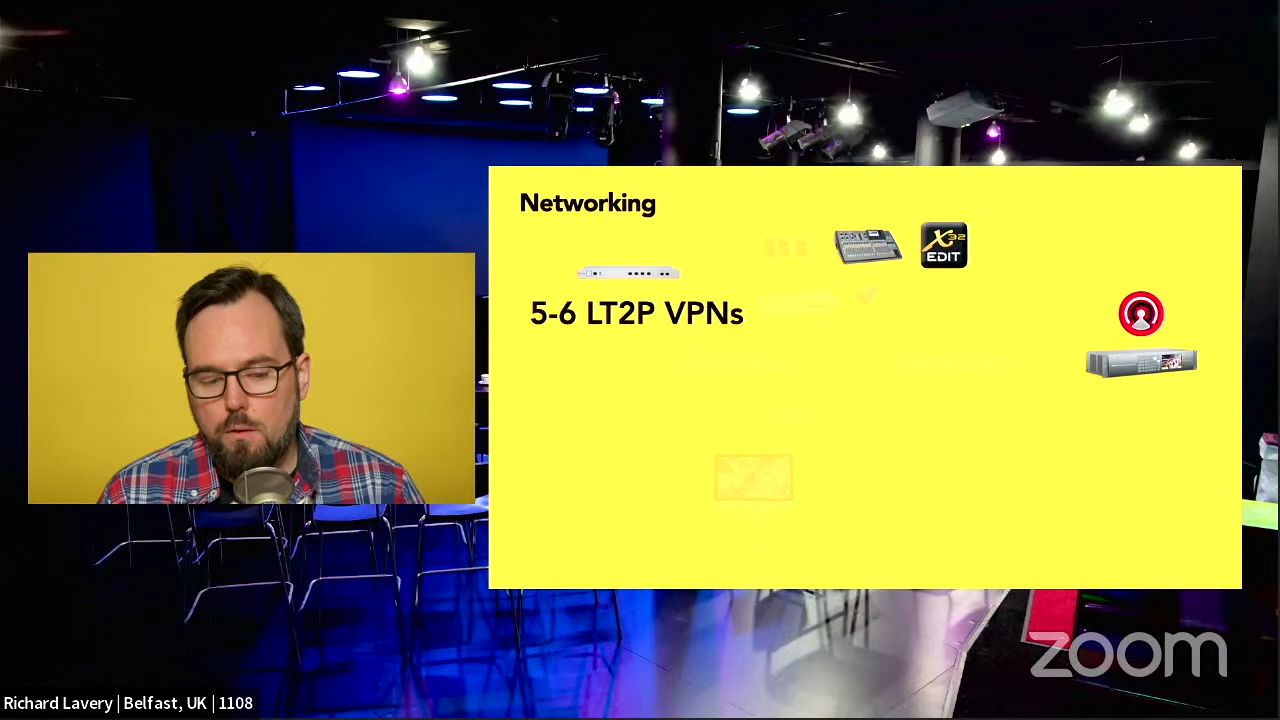 Networking
X32
EDIT
5-6 LT2P VPNs
zoom
Richard Lavery | Belfast, UK | 1108